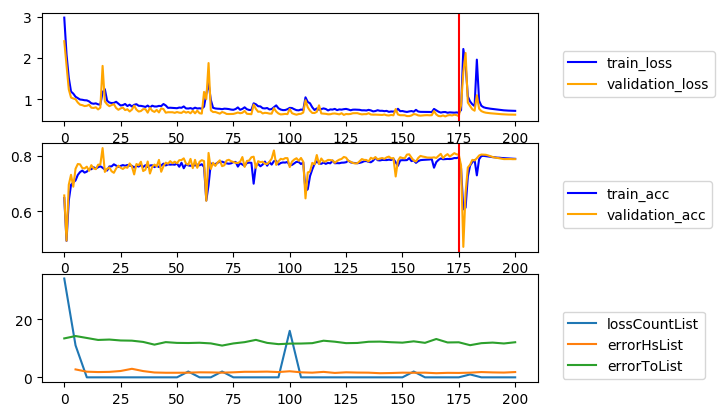 3
2
1
0 25 50 75 100 125 150 175 200
train_loss
validation_loss
0.8
0.6
0 25 50 75 100 125 150 175 200
train_acc
validation_acc
20
0
0 25 50 75 100 125 150 175 200
lossCountList
errorHsList
errorToList